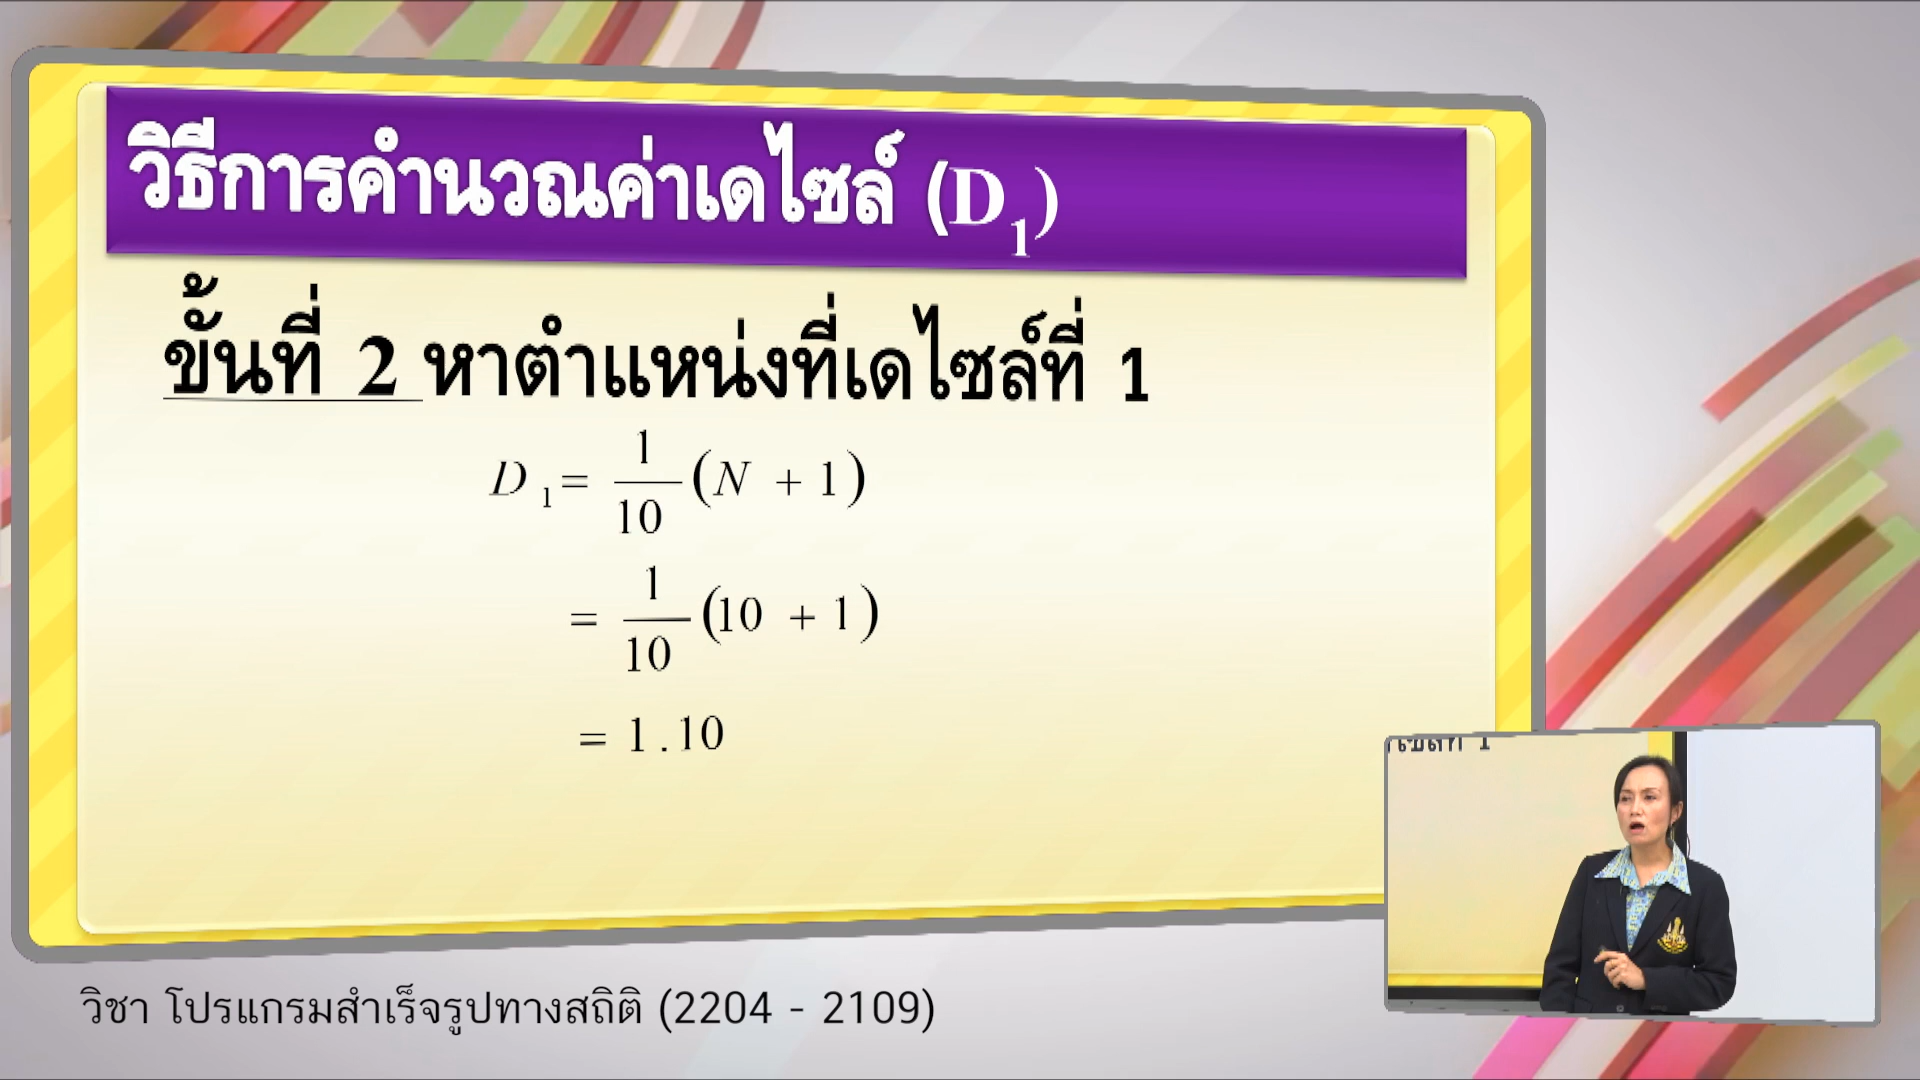 วิธีการคำนวณค่าเดไซล์ (D₁)
ขั้นที่ 2 หาตำแหน่งที่เดไซล์ที่ 1
D₁ = 1/10 (N + 1)
= 1/10 (10 + 1)
= 1.10
วิชา โปรแกรมสำเร็จรูปทางสถิติ (2204 - 2109)